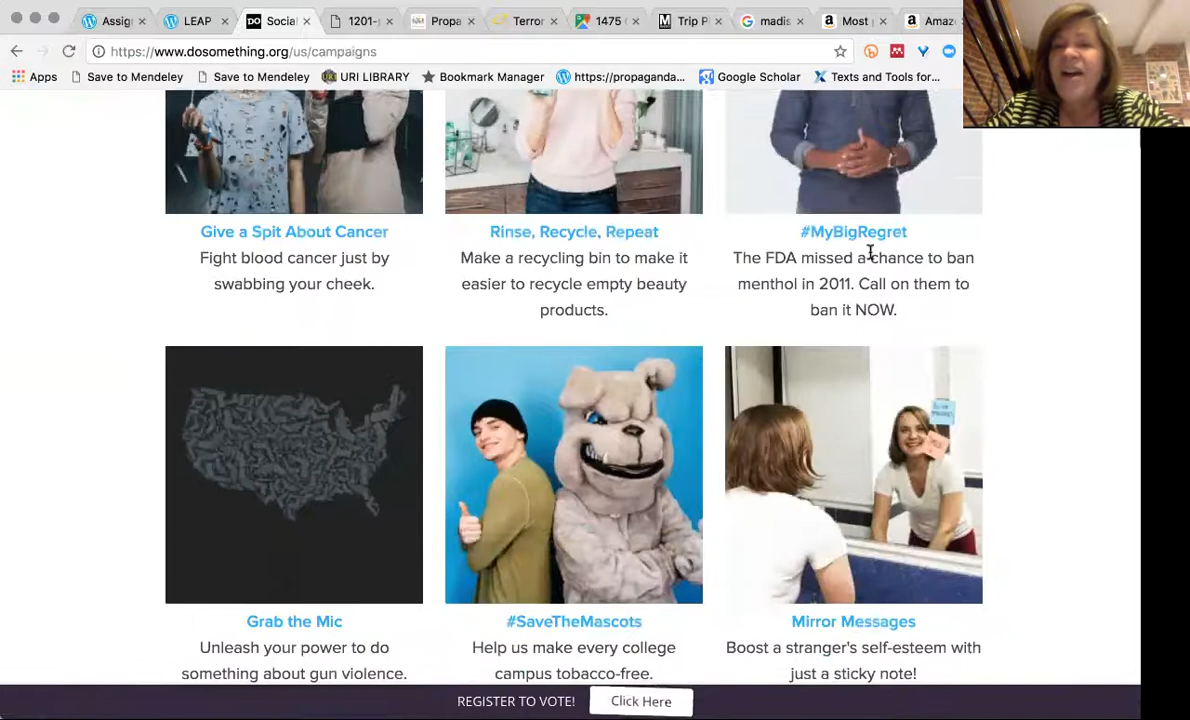 Assign
LEAP
DO Social
1201-
Propa
Terror
1475 (
M Trip P
G madis
a Most
a Amaz
https://www.dosomething.org/us/campaigns
Apps Save to Mendeley Save to Mendeley URI LIBRARY Bookmark Manager https://propaganda... Google Scholar Texts and Tools for...
Give a Spit About Cancer
Fight blood cancer just by
swabbing your cheek.
Rinse, Recycle, Repeat
Make a recycling bin to make it
easier to recycle empty beauty
products.
#MyBigRegret
The FDA missed a chance to ban
menthol in 2011. Call on them to
ban it NOW.
Grab the Mic
Unleash your power to do
something about gun violence.
#SaveTheMascots
Help us make every college
campus tobacco-free.
Mirror Messages
Boost a stranger's self-esteem with
just a sticky note!
REGISTER TO VOTE! Click Here